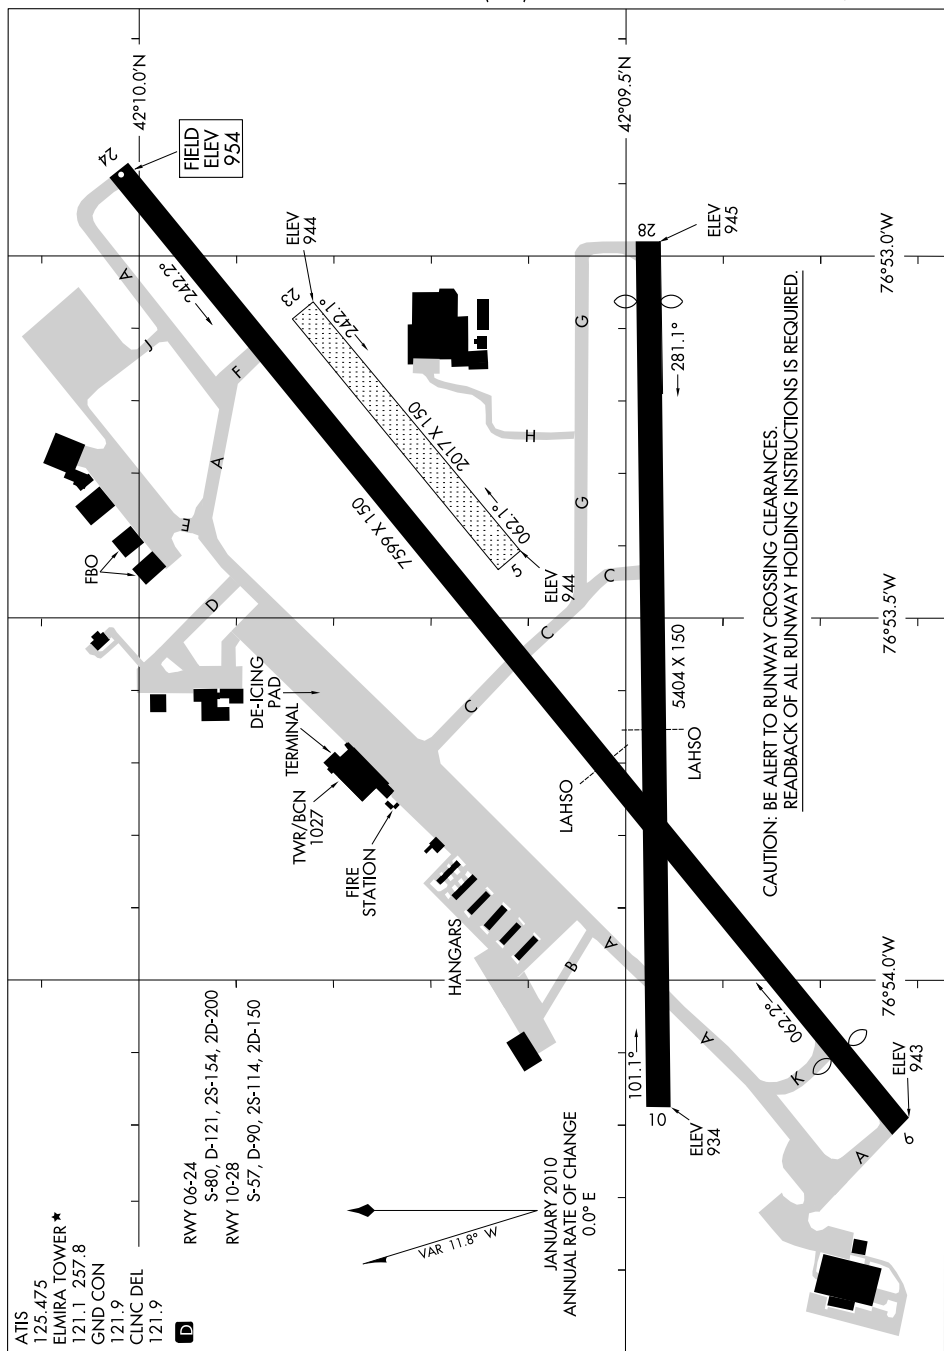 ATIS
125.475
ELMIRA TOWER ★
121.1 257.8
GND CON
121.9
CLNC DEL
121.9
D
RWY 06-24
S-80, D-121, 2S-154, 2D-200
RWY 10-28
S-57, D-90, 2S-114, 2D-150
VAR 11.8° W
JANUARY 2010
ANNUAL RATE OF CHANGE
0.0° E
42°10.0'N
42°09.5'N
76°53.0'W
76°53.5'W
76°54.0'W
24
FIELD
ELEV
954
242.2°
A
J
F
A
E
FBO
D
ELEV
944
23
242.1°
2017 X 150
062.1°
5
ELEV
944
7599 X 150
H
G
G
28
ELEV
945
281.1°
C
C
C
5404 X 150
DE-ICING
PAD
TERMINAL
TWR/BCN
1027
FIRE
STATION
HANGARS
LAHSO
LAHSO
B
A
A
K
A
101.1°
10
ELEV
934
062.2°
ELEV
943
6
CAUTION: BE ALERT TO RUNWAY CROSSING CLEARANCES.
READBACK OF ALL RUNWAY HOLDING INSTRUCTIONS IS REQUIRED.